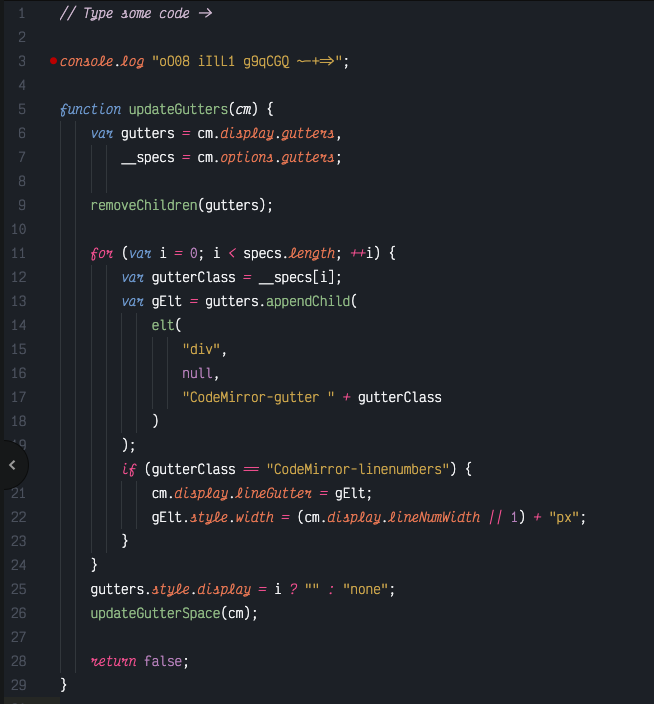 1 // Type some code ->
2
3 console.log "oO08 iIlL1 g9qCGQ ~-+=>";
4
5 function updateGutters(cm) {
6 var gutters = cm.display.gutters,
7 __specs = cm.options.gutters;
8
9 removeChildren(gutters);
10
11 for (var i = 0; i < specs.length; ++i) {
12 var gutterClass = __specs[i];
13 var gElt = gutters.appendChild(
14 elt(
15 "div",
16 null,
17 "CodeMirror-gutter " + gutterClass
18 )
19 );
if (gutterClass == "CodeMirror-linenumbers") {
21 cm.display.lineGutter = gElt;
22 gElt.style.width = (cm.display.lineNumWidth || 1) + "px";
23 }
24 }
25 gutters.style.display = i ? "" : "none";
26 updateGutterSpace(cm);
27
28 return false;
29 }